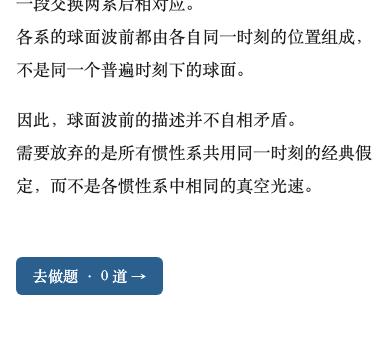 一段交换两系后相对应。
各系的球面波前都由各自同一时刻的位置组成，
不是同一个普遍时刻下的球面。
因此，球面波前的描述并不自相矛盾。
需要放弃的是所有惯性系共用同一时刻的经典假
定，而不是各惯性系中相同的真空光速。
去做题 · 0 道 →